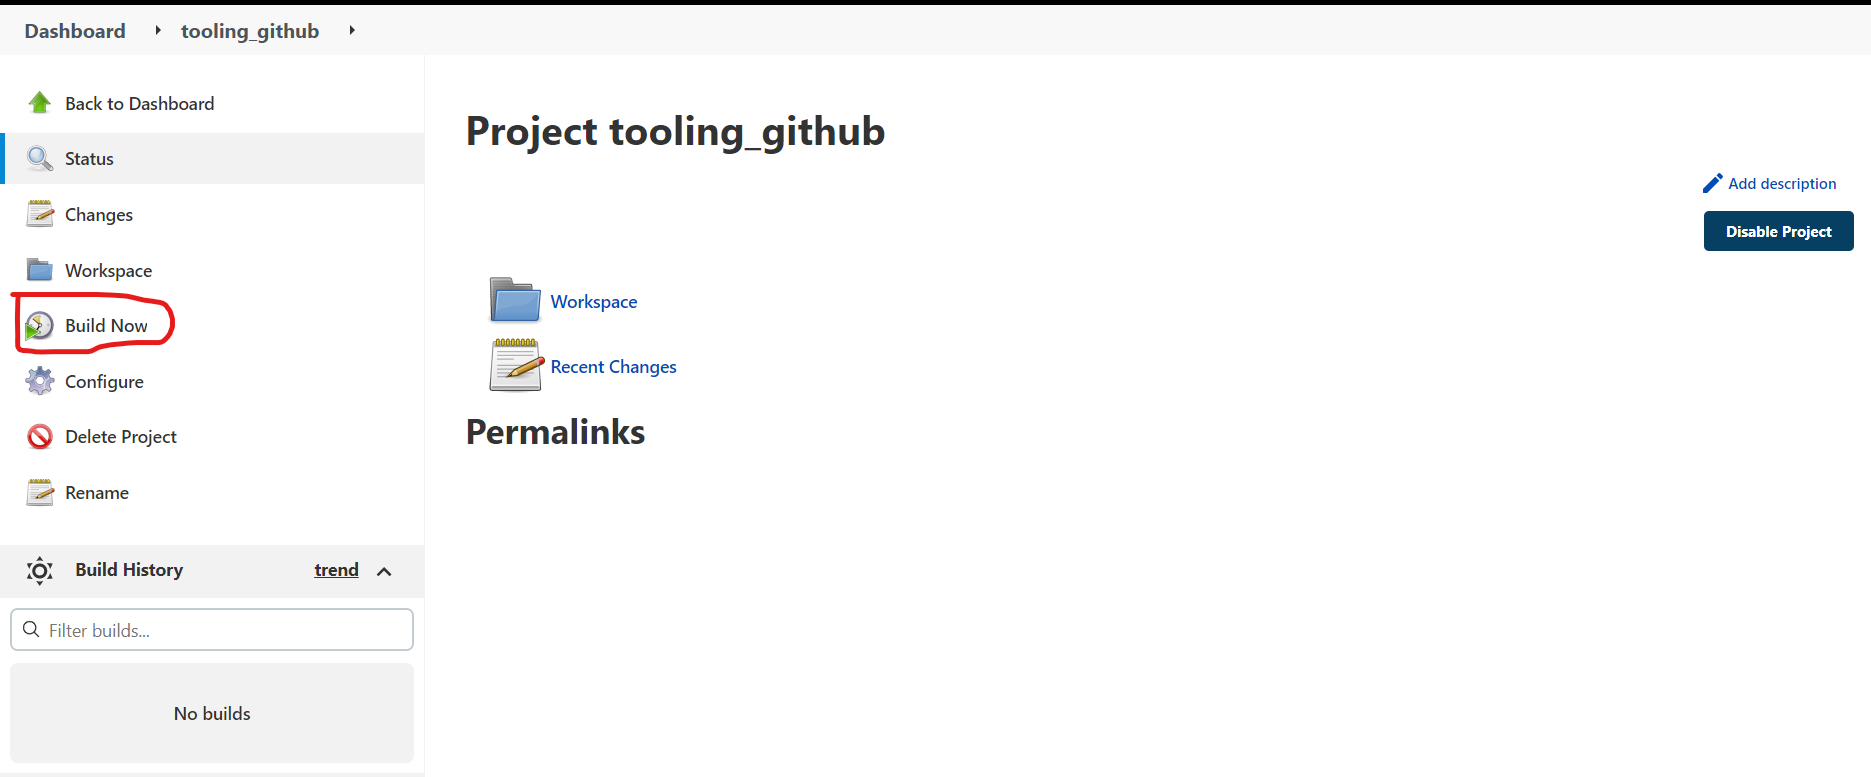 Dashboard
tooling_github
Back to Dashboard
Status
Changes
Workspace
Build Now
Configure
Delete Project
Rename
Build History
trend
Filter builds...
No builds
Project tooling_github
Add description
Disable Project
Workspace
Recent Changes
Permalinks